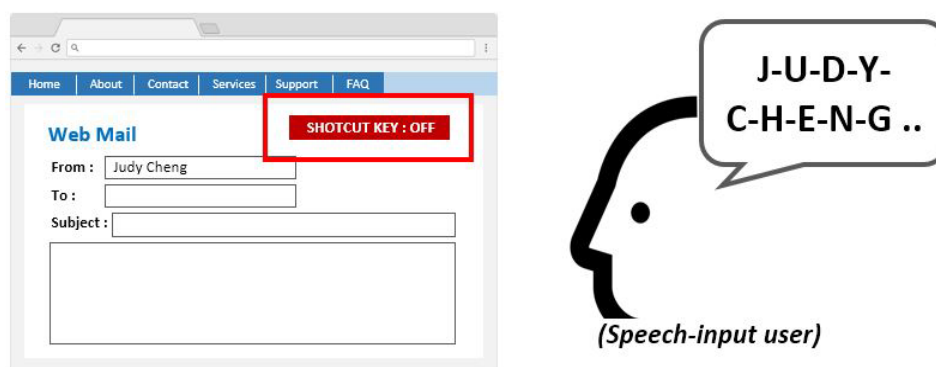 Home About Contact Services Support FAQ
Web Mail
SHOTCUT KEY : OFF
From : Judy Cheng
To :
Subject :
J-U-D-Y-
C-H-E-N-G ..
(Speech-input user)